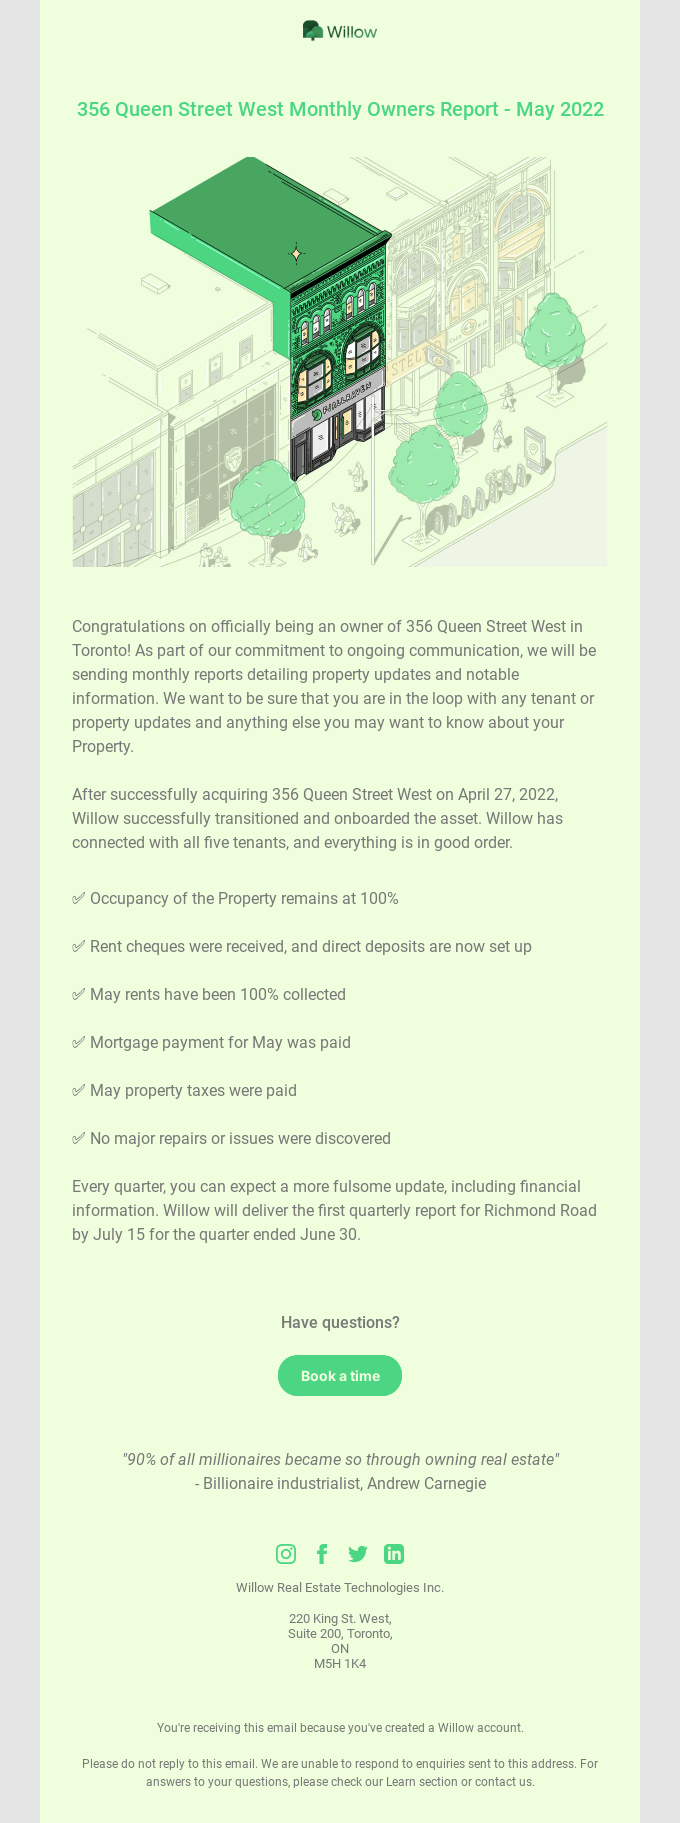 Willow
356 Queen Street West Monthly Owners Report - May 2022
STELLA
Congratulations on officially being an owner of 356 Queen Street West in
Toronto! As part of our commitment to ongoing communication, we will be
sending monthly reports detailing property updates and notable
information. We want to be sure that you are in the loop with any tenant or
property updates and anything else you may want to know about your
Property.
After successfully acquiring 356 Queen Street West on April 27, 2022,
Willow successfully transitioned and onboarded the asset. Willow has
connected with all five tenants, and everything is in good order.
✅ Occupancy of the Property remains at 100%
✅ Rent cheques were received, and direct deposits are now set up
✅ May rents have been 100% collected
✅ Mortgage payment for May was paid
✅ May property taxes were paid
✅ No major repairs or issues were discovered
Every quarter, you can expect a more fulsome update, including financial
information. Willow will deliver the first quarterly report for Richmond Road
by July 15 for the quarter ended June 30.
Have questions?
Book a time
"90% of all millionaires became so through owning real estate"
- Billionaire industrialist, Andrew Carnegie
Willow Real Estate Technologies Inc.
220 King St. West,
Suite 200, Toronto,
ON
M5H 1K4
You're receiving this email because you've created a Willow account.
Please do not reply to this email. We are unable to respond to enquiries sent to this address. For
answers to your questions, please check our Learn section or contact us.